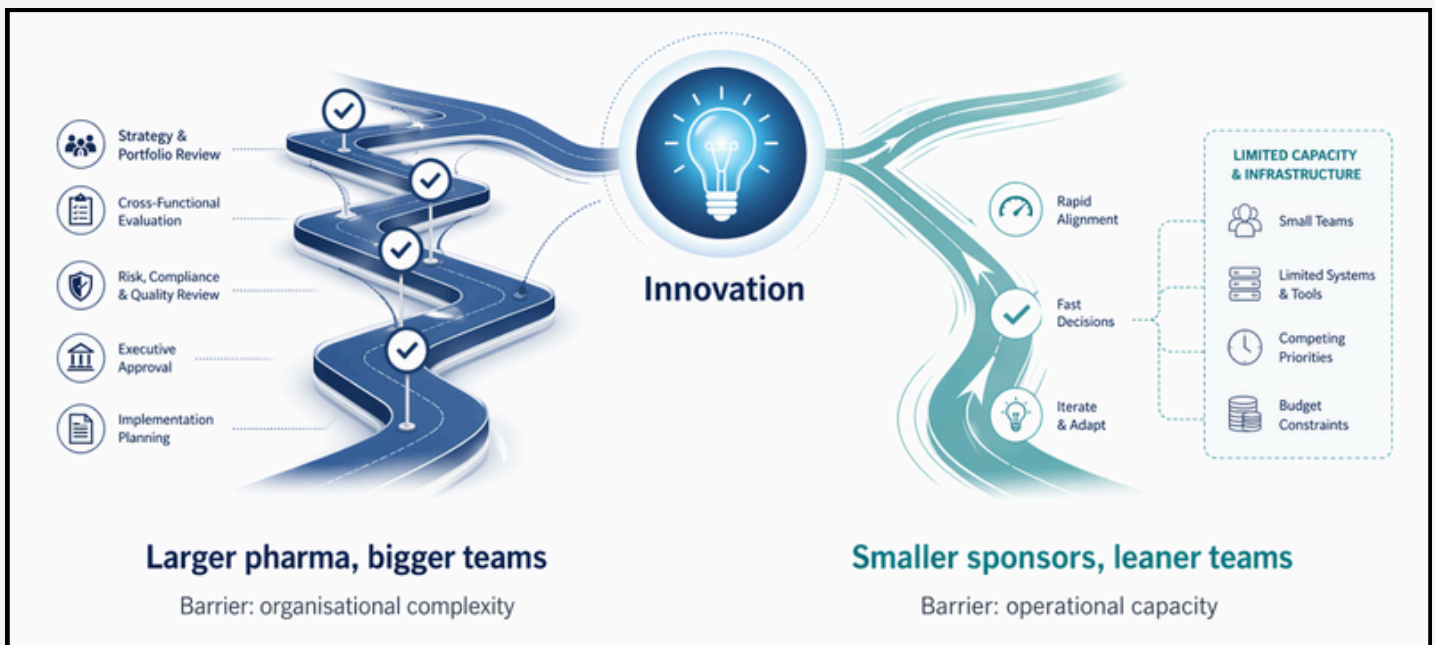 Strategy &
Portfolio Review
Cross-Functional
Evaluation
Risk, Compliance
& Quality Review
Executive
Approval
Implementation
Planning
Innovation
Rapid
Alignment
Fast
Decisions
Iterate
& Adapt
LIMITED CAPACITY
& INFRASTRUCTURE
Small Teams
Limited Systems
& Tools
Competing
Priorities
Budget
Constraints
Larger pharma, bigger teams
Barrier: organisational complexity
Smaller sponsors, leaner teams
Barrier: operational capacity